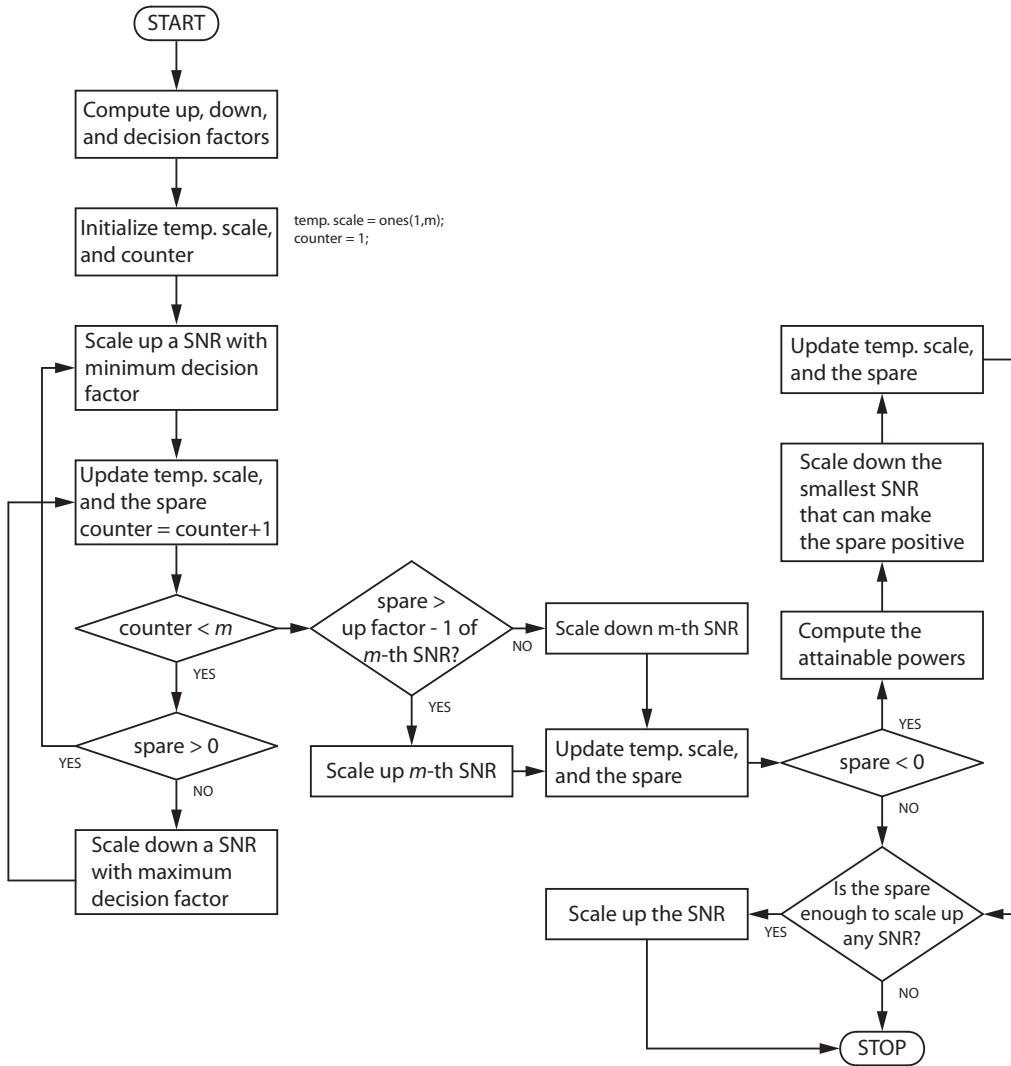 START
Compute up, down,
and decision factors
Initialize temp. scale,
and counter
temp. scale = ones(1,m);
counter = 1;
Scale up a SNR with
minimum decision
factor
Update temp. scale,
and the spare
counter = counter+1
counter < m
YES
spare > 0
YES
NO
Scale down a SNR
with maximum
decision factor
spare >
up factor - 1 of
m-th SNR?
NO
YES
Scale down m-th SNR
Scale up m-th SNR
Update temp. scale,
and the spare
Update temp. scale,
and the spare
Scale down the
smallest SNR
that can make
the spare positive
Compute the
attainable powers
YES
spare < 0
NO
Is the spare
enough to scale up
any SNR?
YES
Scale up the SNR
NO
STOP